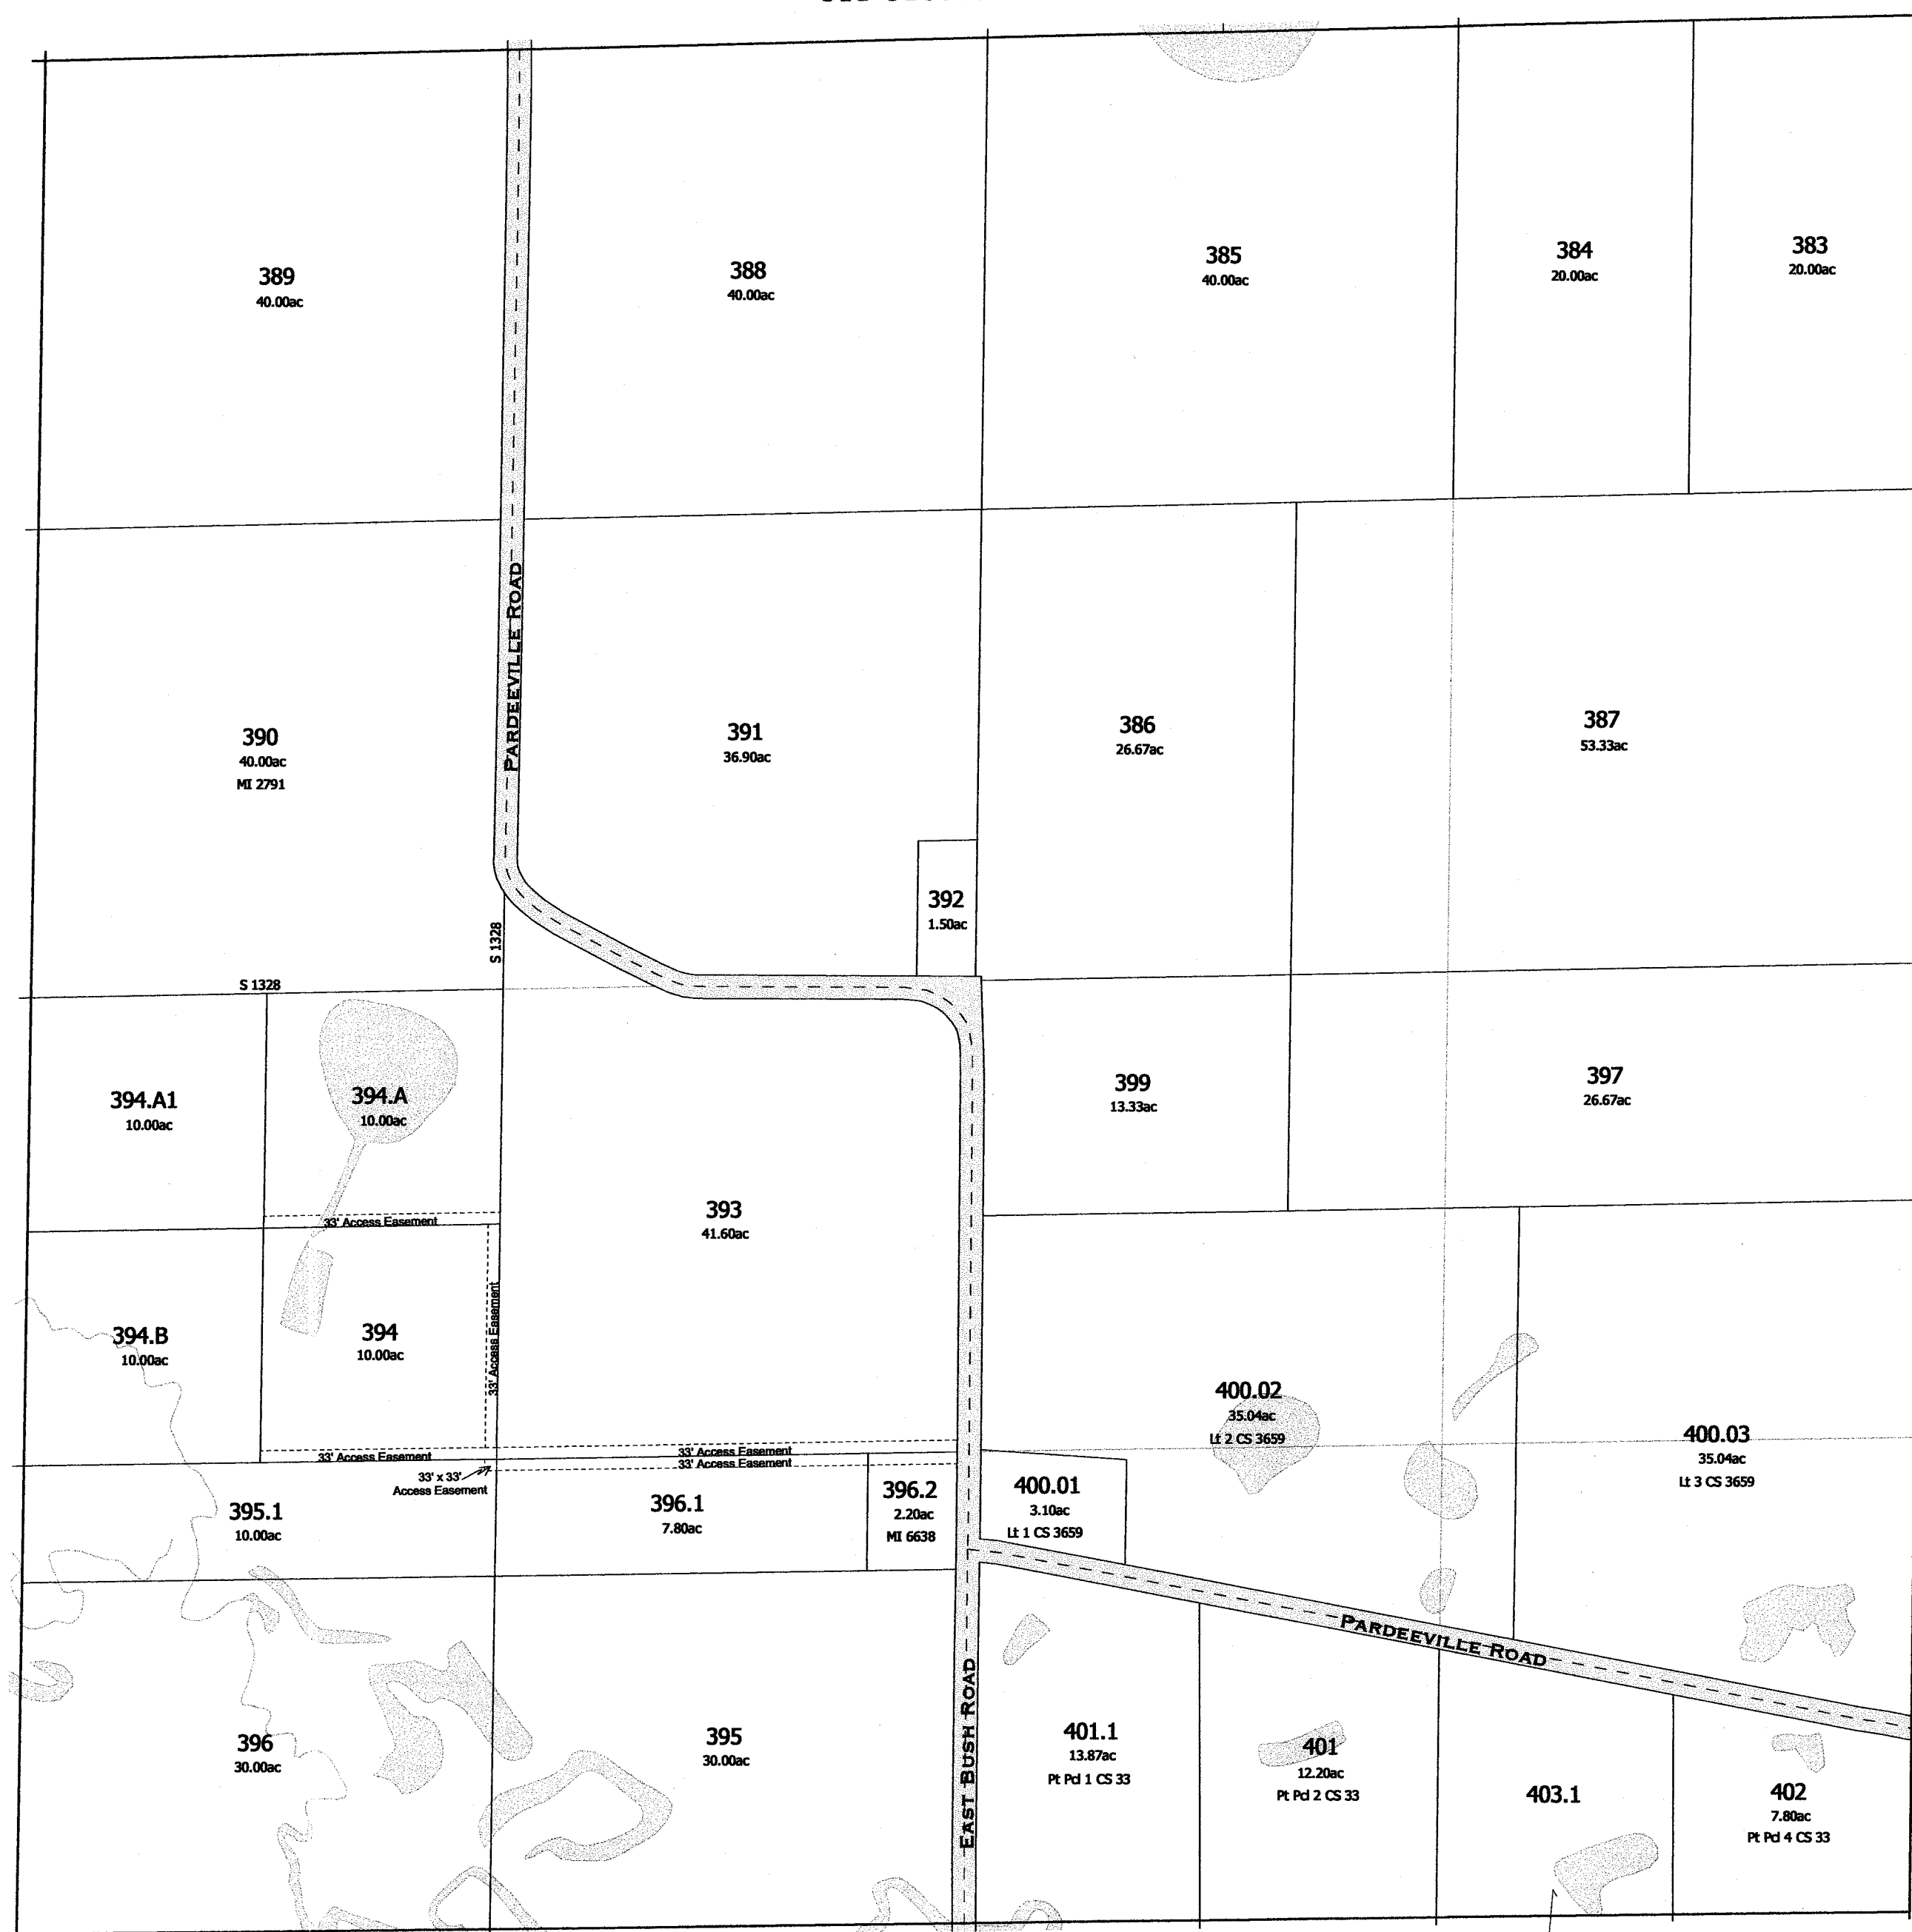 389
40.00ac
388
40.00ac
385
40.00ac
384
20.00ac
383
20.00ac
PARDEEVILLE ROAD
390
40.00ac
MI 2791
391
36.90ac
386
26.67ac
387
53.33ac
392
1.50ac
S 1328
S 1328
394.A1
10.00ac
394.A
10.00ac
399
13.33ac
397
26.67ac
393
41.60ac
33' Access Easement
33' Access Easement
394.B
10.00ac
394
10.00ac
400.02
35.04ac
Lt 2 CS 3659
400.03
35.04ac
Lt 3 CS 3659
33' Access Easement
33' Access Easement
33' Access Easement
33' x 33'
Access Easement
395.1
10.00ac
396.1
7.80ac
396.2
2.20ac
MI 6638
400.01
3.10ac
Lt 1 CS 3659
PARDEEVILLE ROAD
EAST BUSH ROAD
396
30.00ac
395
30.00ac
401.1
13.87ac
Pt Pcl 1 CS 33
401
12.20ac
Pt Pcl 2 CS 33
403.1
402
7.80ac
Pt Pcl 4 CS 33